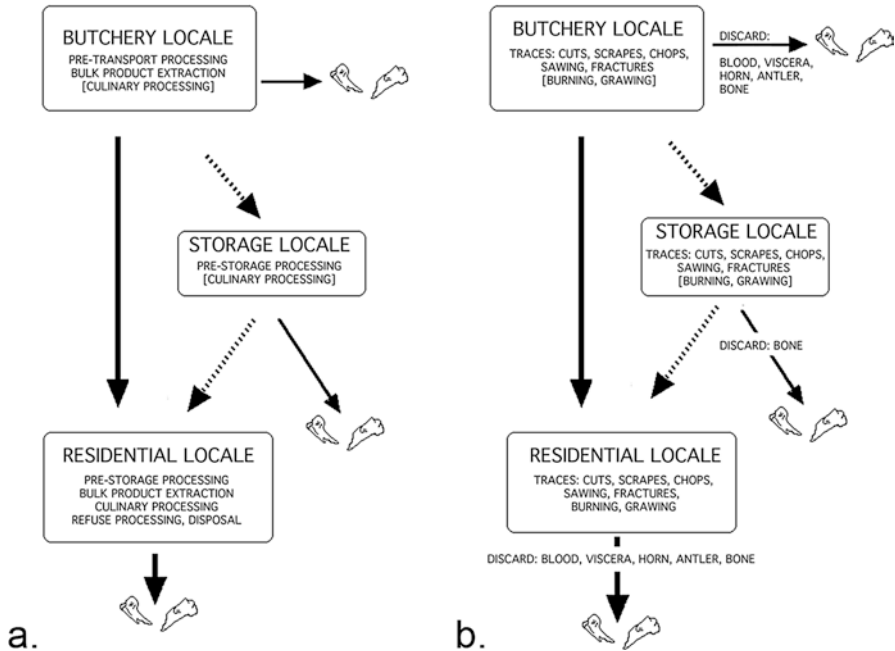 BUTCHERY LOCALE
PRE-TRANSPORT PROCESSING
BULK PRODUCT EXTRACTION
[CULINARY PROCESSING]
STORAGE LOCALE
PRE-STORAGE PROCESSING
[CULINARY PROCESSING]
RESIDENTIAL LOCALE
PRE-STORAGE PROCESSING
BULK PRODUCT EXTRACTION
CULINARY PROCESSING
REFUSE PROCESSING, DISPOSAL
a.
BUTCHERY LOCALE
TRACES: CUTS, SCRAPES, CHOPS,
SAWING, FRACTURES
[BURNING, GRAWING]
DISCARD:
BLOOD, VISCERA,
HORN, ANTLER,
BONE
STORAGE LOCALE
TRACES: CUTS, SCRAPES, CHOPS,
SAWING, FRACTURES
[BURNING, GRAWING]
DISCARD: BONE
RESIDENTIAL LOCALE
TRACES: CUTS, SCRAPES, CHOPS,
SAWING, FRACTURES,
BURNING, GRAWING
DISCARD: BLOOD, VISCERA, HORN, ANTLER, BONE
b.